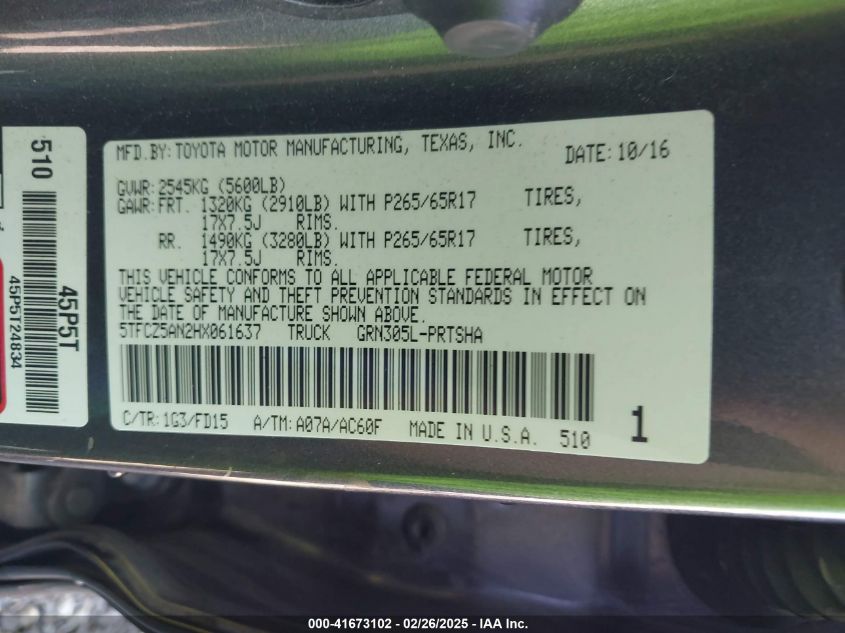 510
45P5T
45P5T24834
MFD.BY:TOYOTA MOTOR MANUFACTURING, TEXAS, INC. DATE:10/16
GVWR:2545KG (5600LB)
GAWR:FRT. 1320KG (2910LB) WITH P265/65R17 TIRES,
17X7.5J RIMS.
RR. 1490KG (3280LB) WITH P265/65R17 TIRES,
17X7.5J RIMS.
THIS VEHICLE CONFORMS TO ALL APPLICABLE FEDERAL MOTOR
VEHICLE SAFETY AND THEFT PREVENTION STANDARDS IN EFFECT ON
THE DATE OF MANUFACTURE SHOWN ABOVE.
5TFCZ5AN2HX061637 TRUCK GRN305L-PRTSHA
C/TR:1G3/FD15 A/TM:A07A/AC60F MADE IN U.S.A. 510 1
000-41673102 - 02/26/2025 - IAA Inc.